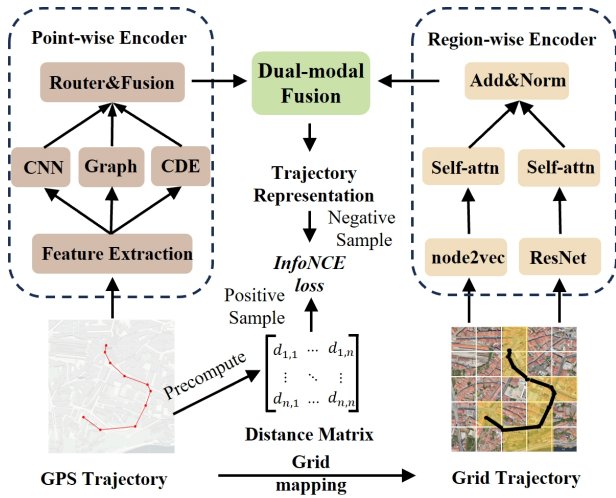 Point-wise Encoder
Router&Fusion
CNN
Graph
CDE
Feature Extraction
Dual-modal
Fusion
Trajectory
Representation
Negative
Sample
InfoNCE
loss
Positive
Sample
Region-wise Encoder
Add&Norm
Self-attn
Self-attn
node2vec
ResNet
Precompute
d1,1 ... d1,n
⋮ ⋱ ⋮
dn,1 ... dn,n
Distance Matrix
GPS Trajectory
Grid
mapping
Grid Trajectory